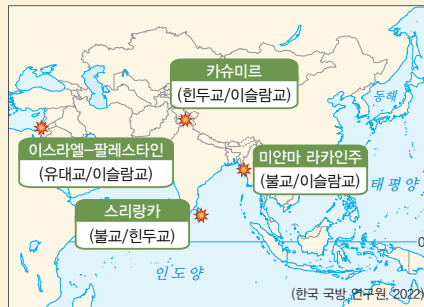 카슈미르
(힌두교/이슬람교)
동해
이스라엘-팔레스타인
(유대교/이슬람교)
미얀마 라카인주
(불교/이슬람교)
태평양
스리랑카
(불교/힌두교)
0
인도양
(한국 국방 연구원, 2022)